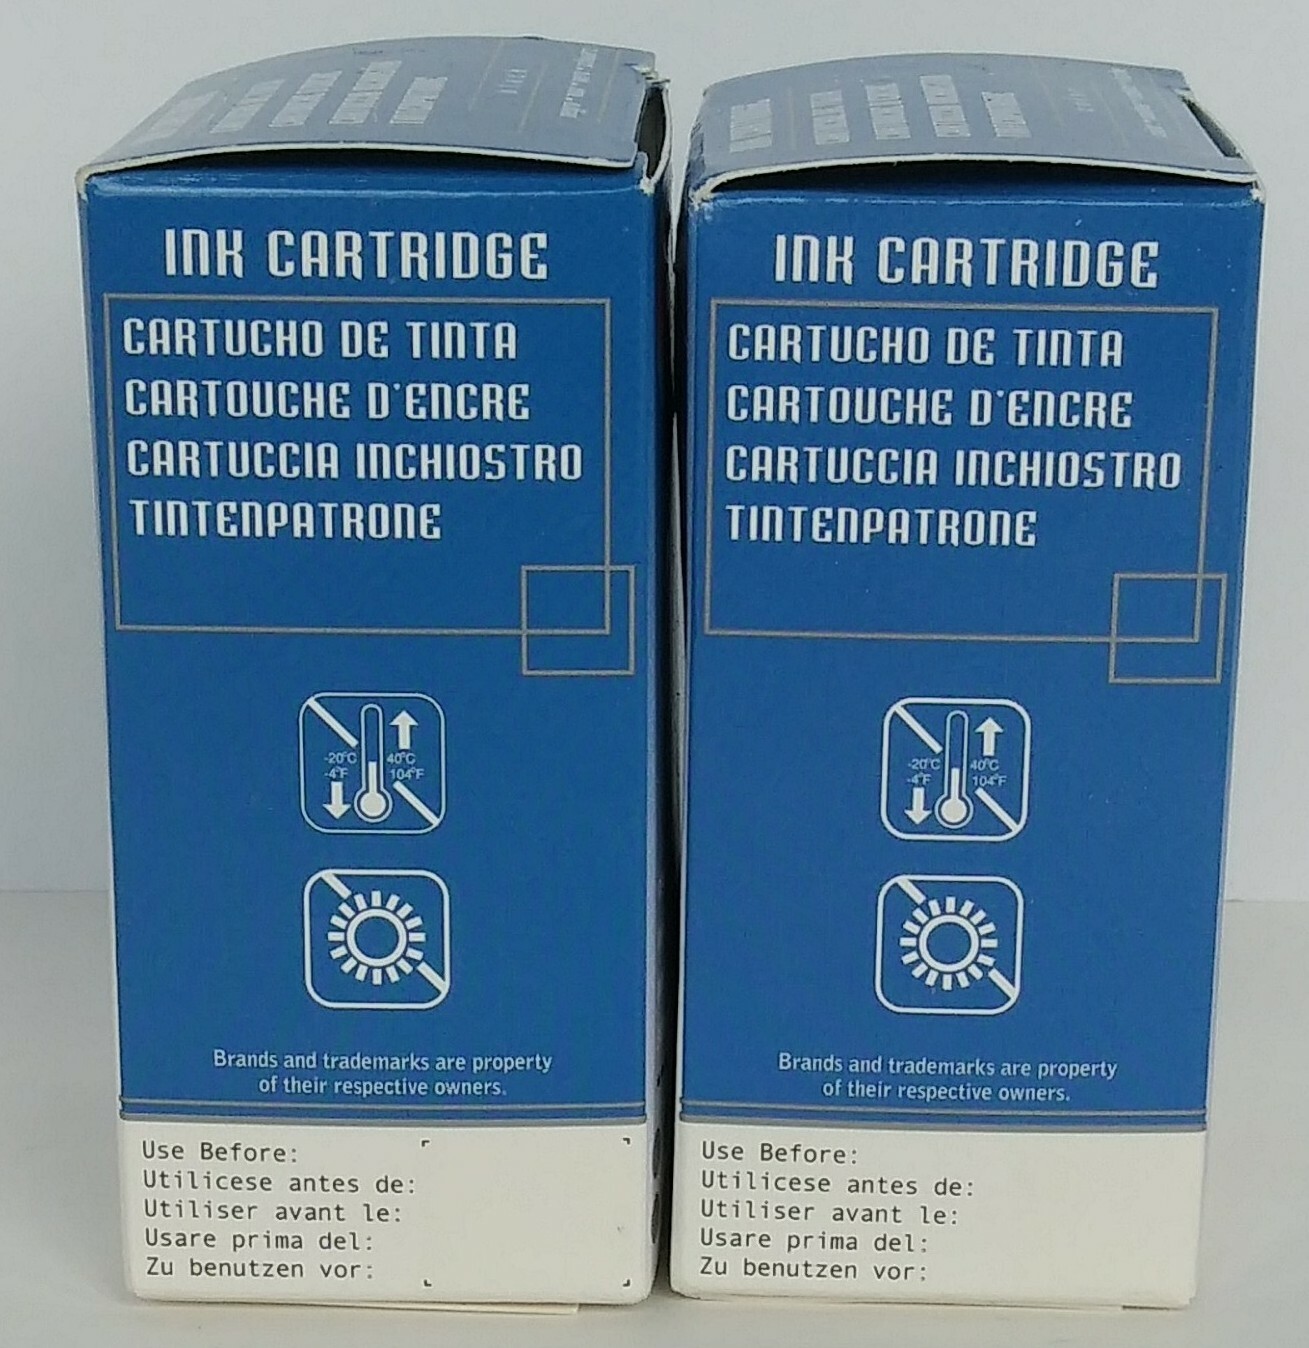 INK CARTRIDGE
CARTUCHO DE TINTA
CARTOUCHE D'ENCRE
CARTUCCIA INCHIOSTRO
TINTENPATRONE
-20°C
40°C
-4°F
104°F
Brands and trademarks are property
of their respective owners.
Use Before:
Utilicese antes de:
Utiliser avant le:
Usare prima del:
Zu benutzen vor:
INK CARTRIDGE
CARTUCHO DE TINTA
CARTOUCHE D'ENCRE
CARTUCCIA INCHIOSTRO
TINTENPATRONE
-20°C
40°C
-4°F
104°F
Brands and trademarks are property
of their respective owners.
Use Before:
Utilicese antes de:
Utiliser avant le:
Usare prima del:
Zu benutzen vor: